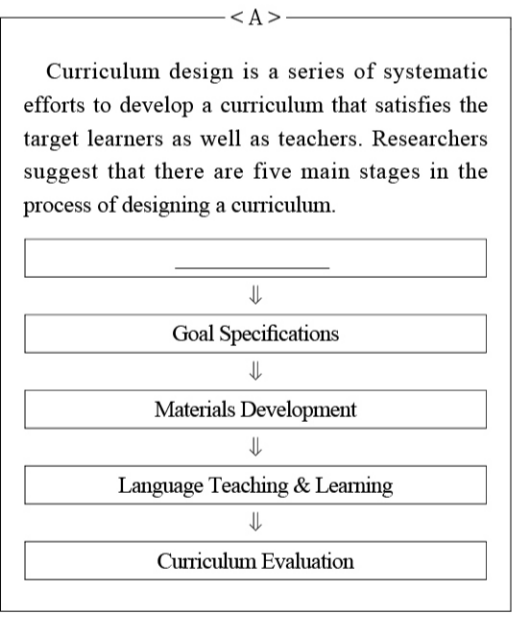 < A >
Curriculum design is a series of systematic
efforts to develop a curriculum that satisfies the
target learners as well as teachers. Researchers
suggest that there are five main stages in the
process of designing a curriculum.
⇓
Goal Specifications
⇓
Materials Development
⇓
Language Teaching & Learning
⇓
Curriculum Evaluation